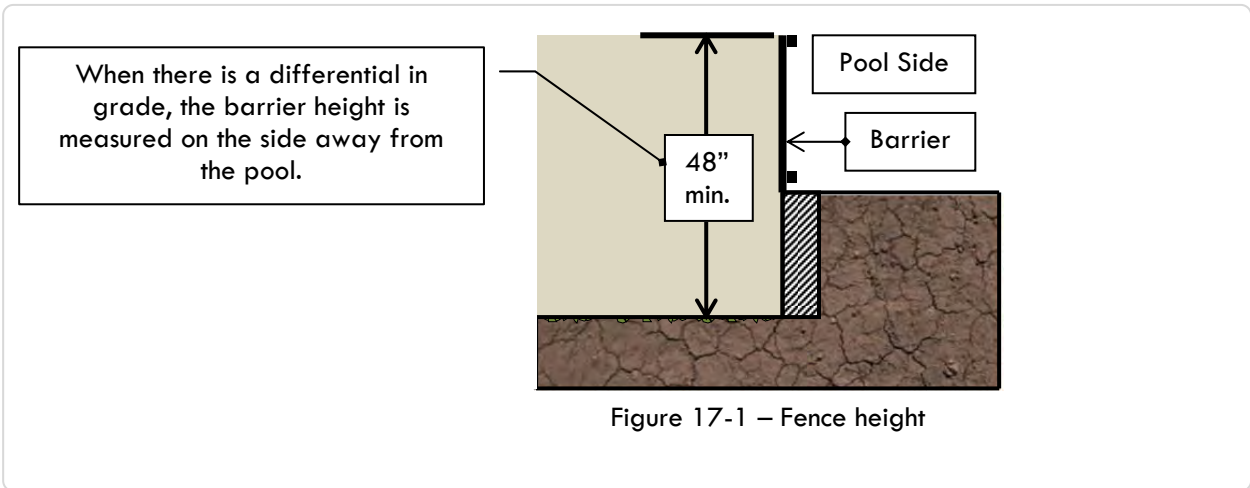 When there is a differential in
grade, the barrier height is
measured on the side away from
the pool.
Pool Side
Barrier
48”
min.
Figure 17-1 – Fence height